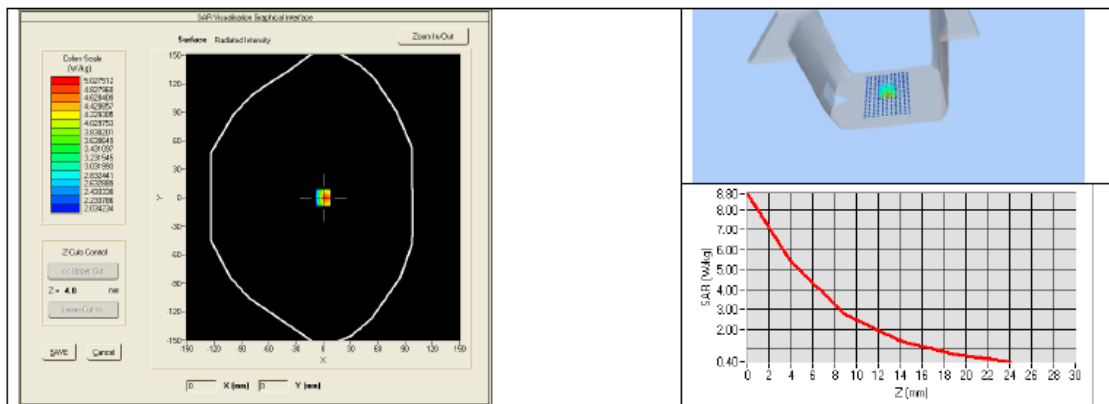 SAR Visualisation Graphical Interface
Surface Radiated Intensity
Zoom In/Out
Colors Scale
(W/kg)
5.027512
4.827960
4.628409
4.428857
4.229305
4.029753
3.830201
3.630649
3.431097
3.231545
3.031993
2.832441
2.632889
2.433338
2.233786
2.034234
150
120
90
60
30
0
-30
-60
-90
-120
-150
Y
-150 -120 -90 -60 -30 0 30 60 90 120 150
X
Z-Cuts Control
<< Upper Cut
Z = 4.0 mm
Lower Cut >>
SAVE Cancel
0 X (mm) 0 Y (mm)
8.80
8.00
7.00
6.00
5.00
4.00
3.00
2.00
0.40
SAR (W/kg)
0 2 4 6 8 10 12 14 16 18 20 22 24 26 28 30
Z (mm)